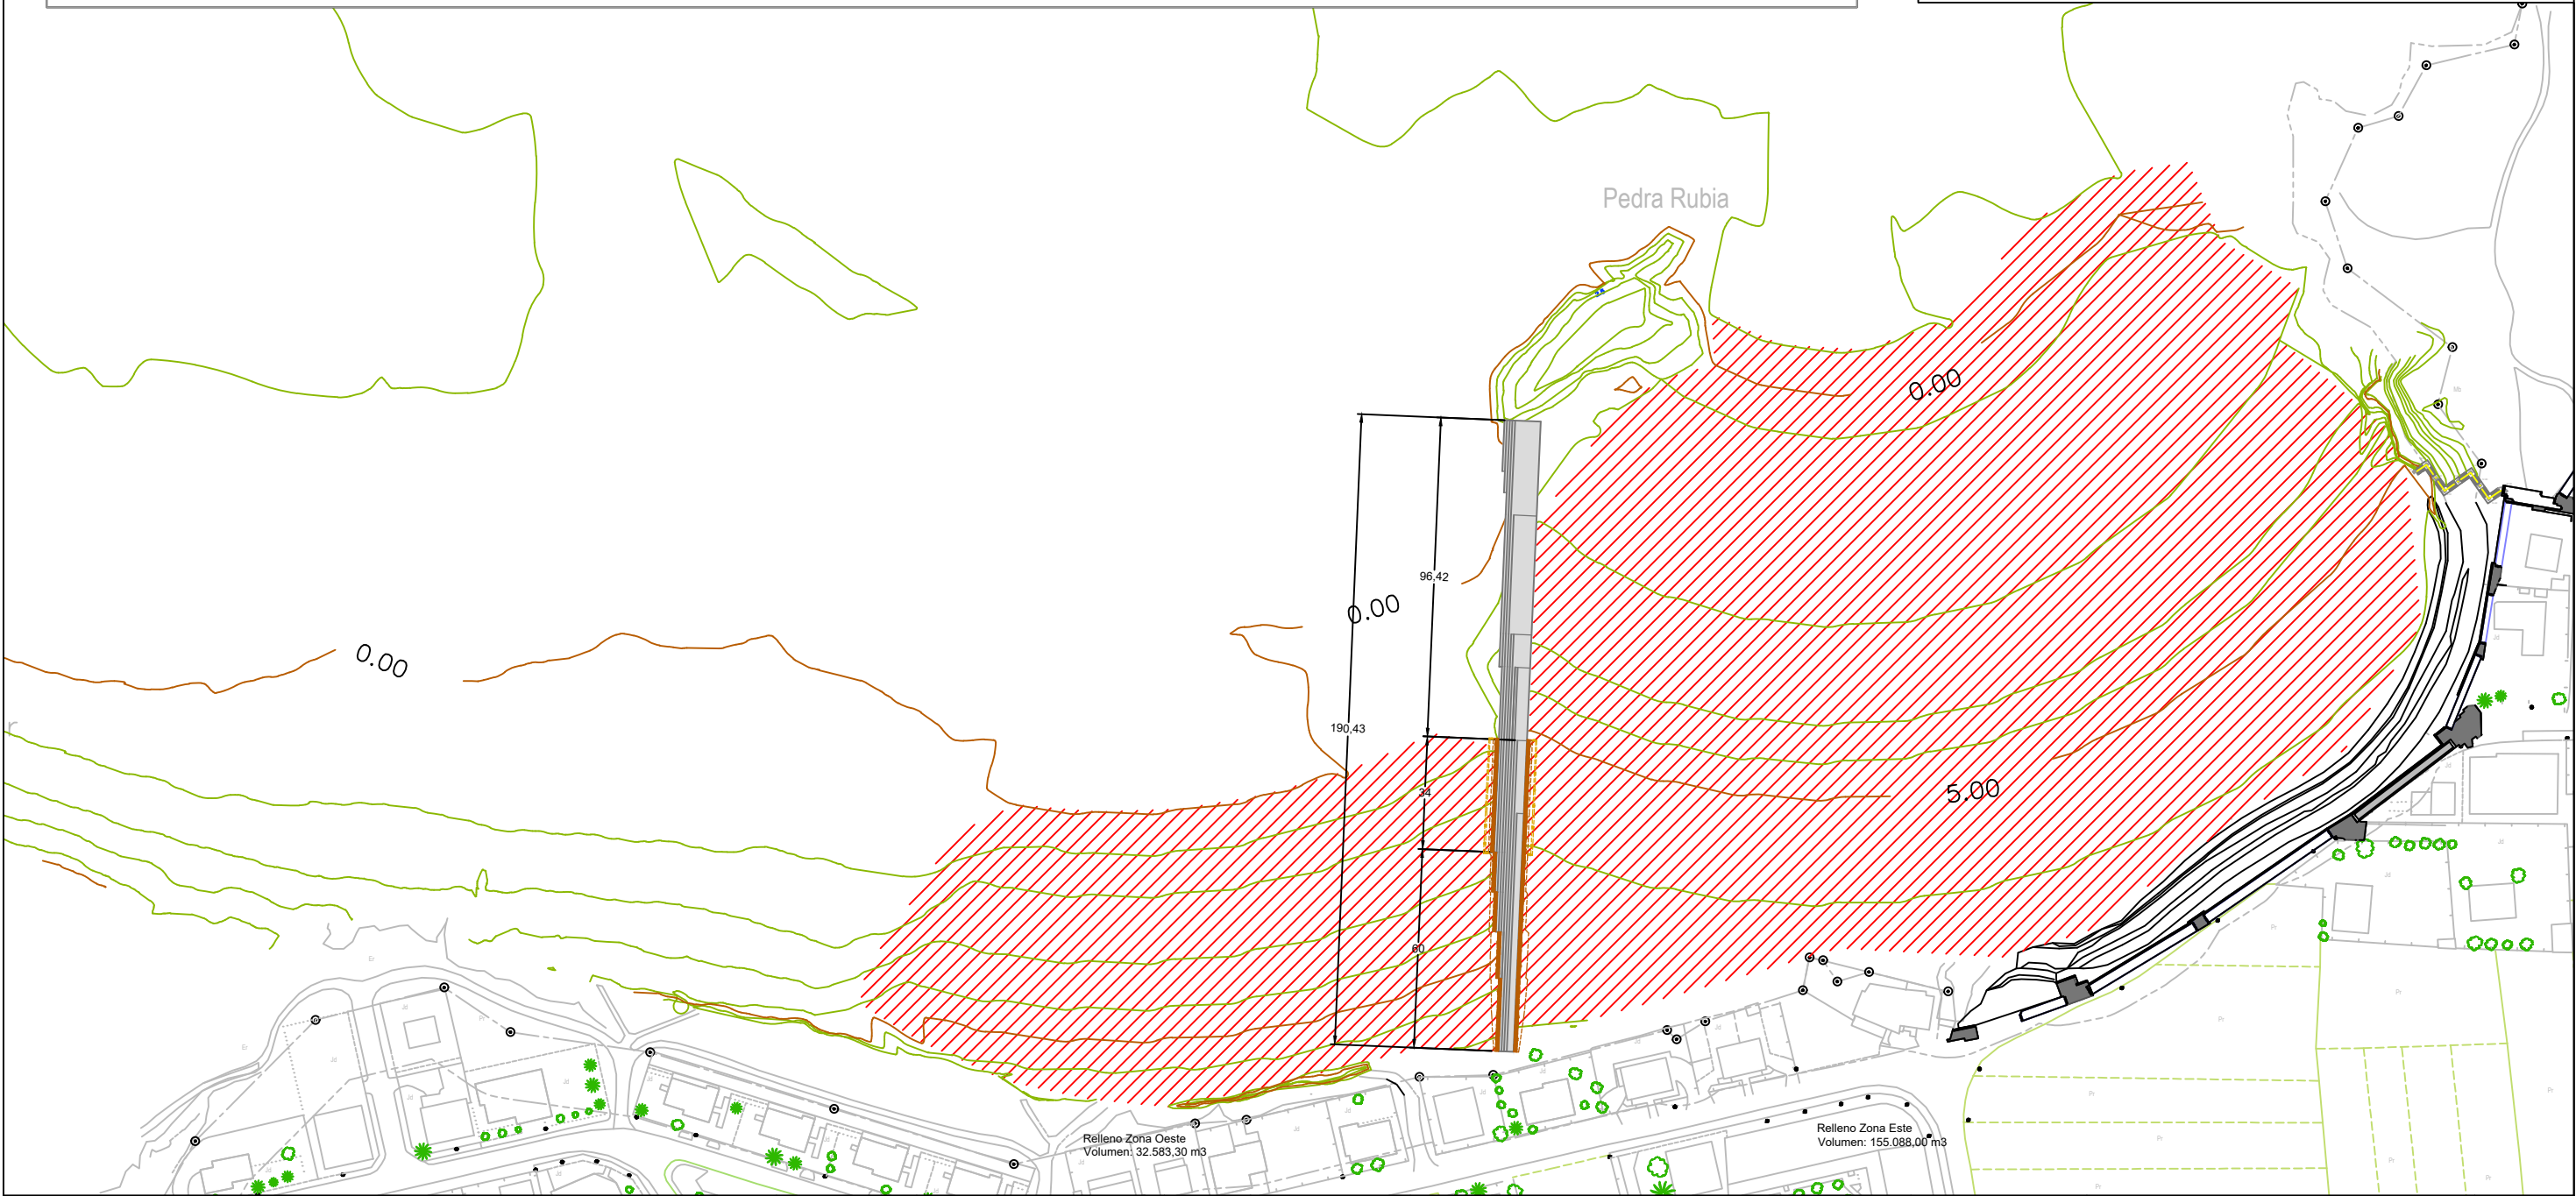 Pedra Rubia
0.00
96,42
0.00
0.00
r
190,43
34
5.00
60
Relleno Zona Este
Volumen: 155.088,00 m3
Relleno Zona Oeste
Volumen: 32.583,30 m3